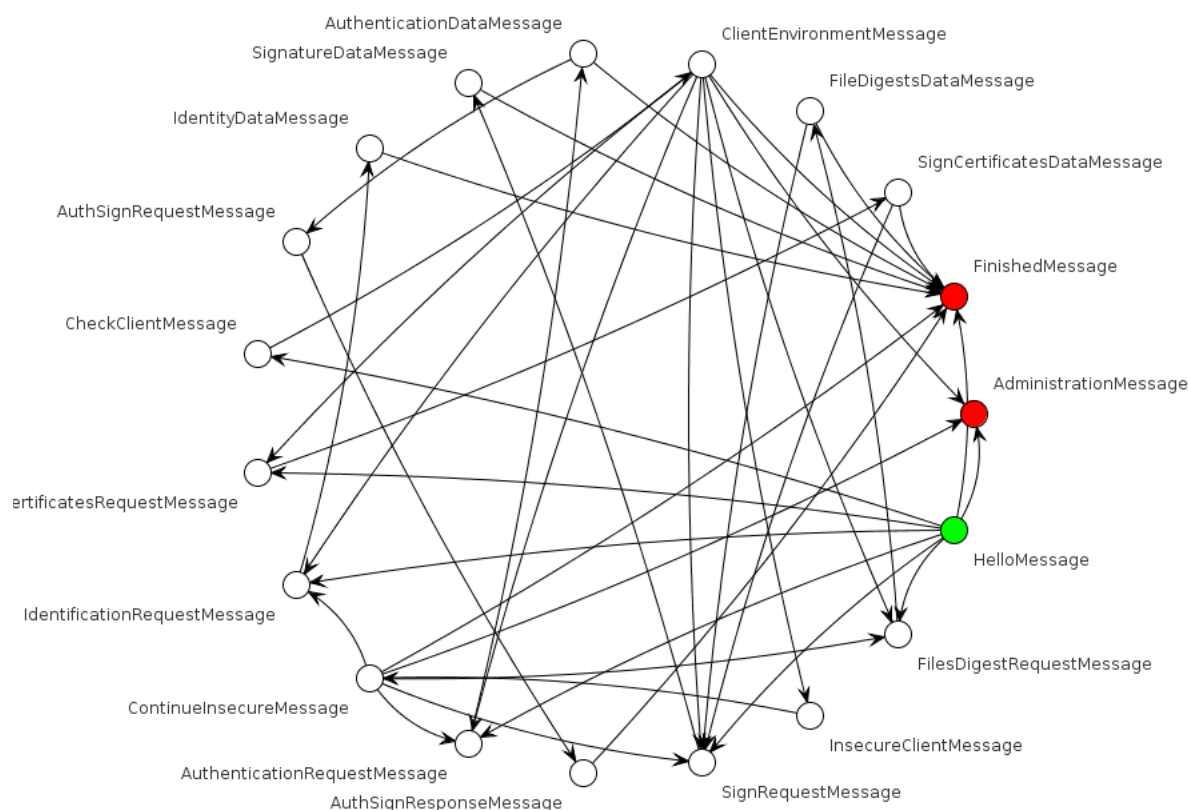 AuthenticationDataMessage
ClientEnvironmentMessage
SignatureDataMessage
FileDigestsDataMessage
IdentityDataMessage
SignCertificatesDataMessage
AuthSignRequestMessage
FinishedMessage
CheckClientMessage
AdministrationMessage
ertificatesRequestMessage
HelloMessage
IdentificationRequestMessage
FilesDigestRequestMessage
ContinueInsecureMessage
InsecureClientMessage
AuthenticationRequestMessage
SignRequestMessage
AuthSignResponseMessage